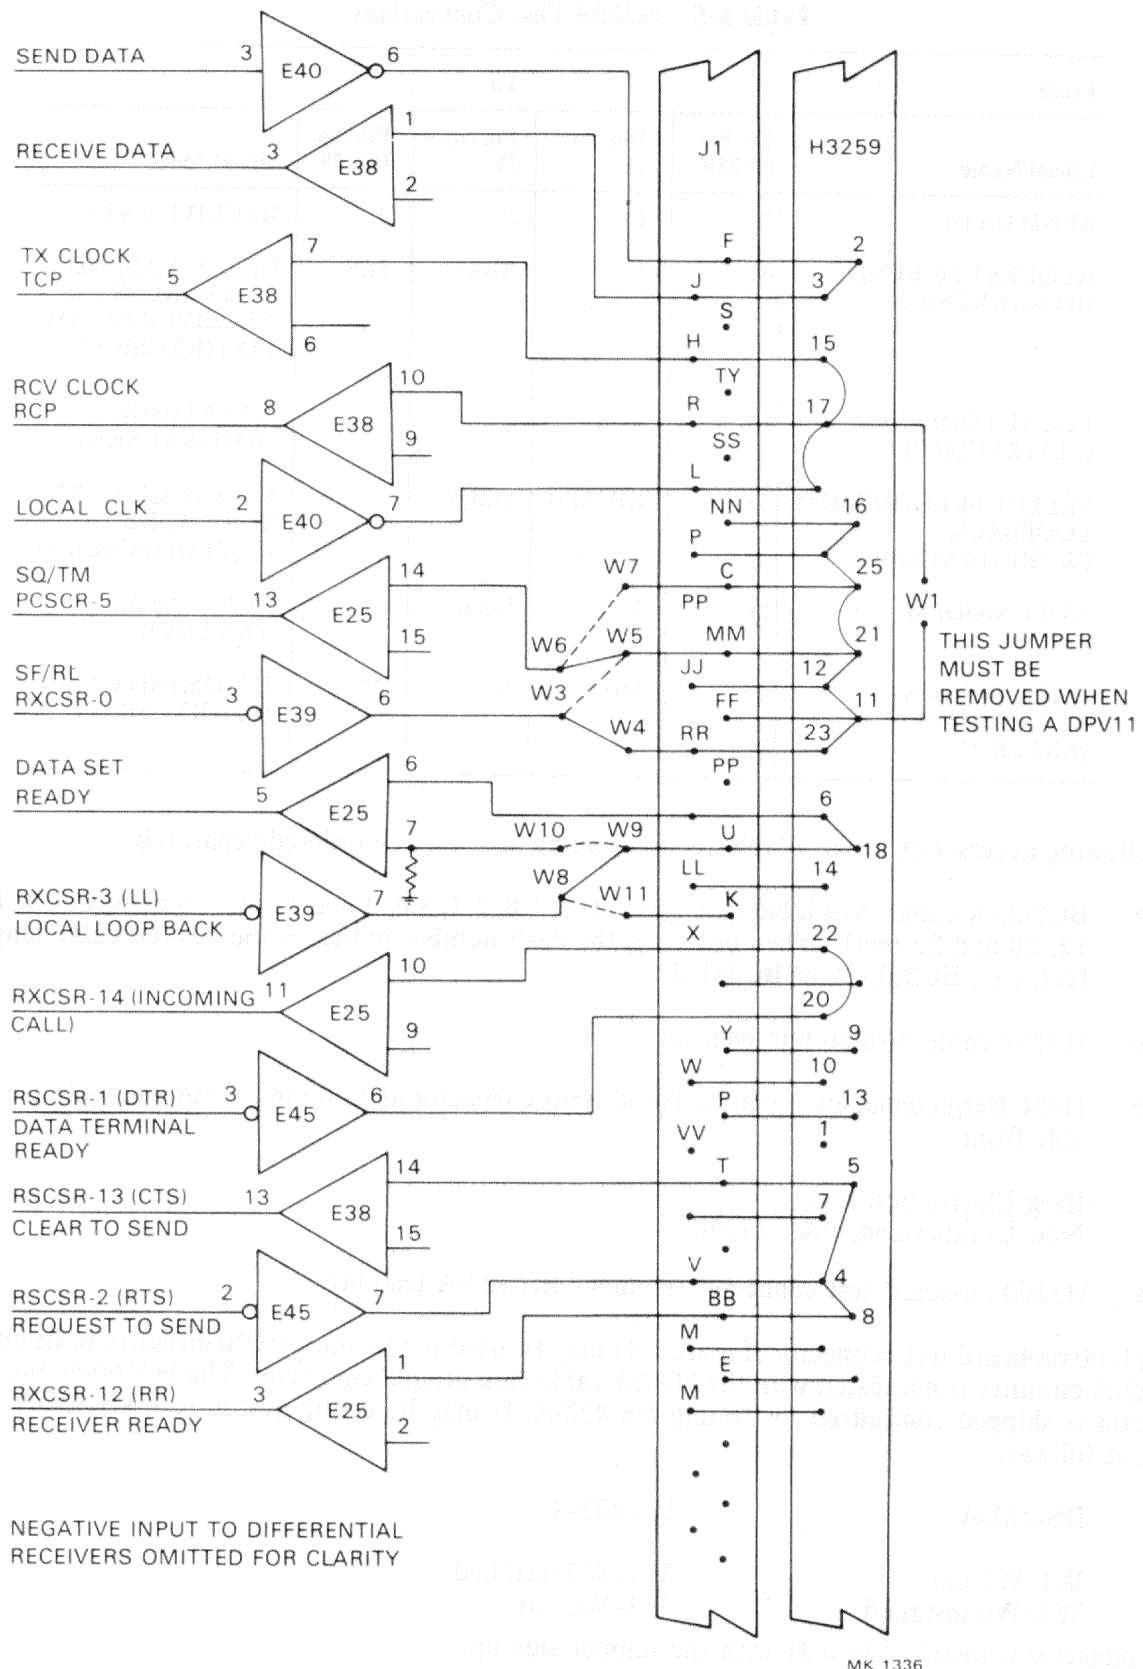 SEND DATA
3
E40
6
RECEIVE DATA
3
E38
1
2
J1
H3259
TX CLOCK
TCP
5
E38
7
6
F
2
J
3
S
H
15
TY
RCV CLOCK
RCP
8
E38
10
9
R
17
SS
LOCAL CLK
2
E40
7
L
NN
16
P
SQ/TM
PCSCR-5
13
E25
14
15
W7
C
25
PP
W6
W5
MM
21
W1
THIS JUMPER
MUST BE
REMOVED WHEN
TESTING A DPV11
SF/RL
RXCSR-0
3
E39
6
W3
JJ
12
FF
11
W4
RR
23
PP
DATA SET
READY
5
E25
6
7
W10
W9
6
U
18
LL
14
RXCSR-3 (LL)
LOCAL LOOP BACK
E39
7
W8
W11
K
X
22
RXCSR-14 (INCOMING
CALL)
11
E25
10
9
20
Y
9
W
10
RSCSR-1 (DTR)
DATA TERMINAL
READY
3
E45
6
P
13
VV
1
RSCSR-13 (CTS)
CLEAR TO SEND
13
E38
14
15
T
5
7
RSCSR-2 (RTS)
REQUEST TO SEND
2
E45
7
V
4
BB
8
RXCSR-12 (RR)
RECEIVER READY
3
E25
1
2
M
E
M
NEGATIVE INPUT TO DIFFERENTIAL
RECEIVERS OMITTED FOR CLARITY
MK 1336